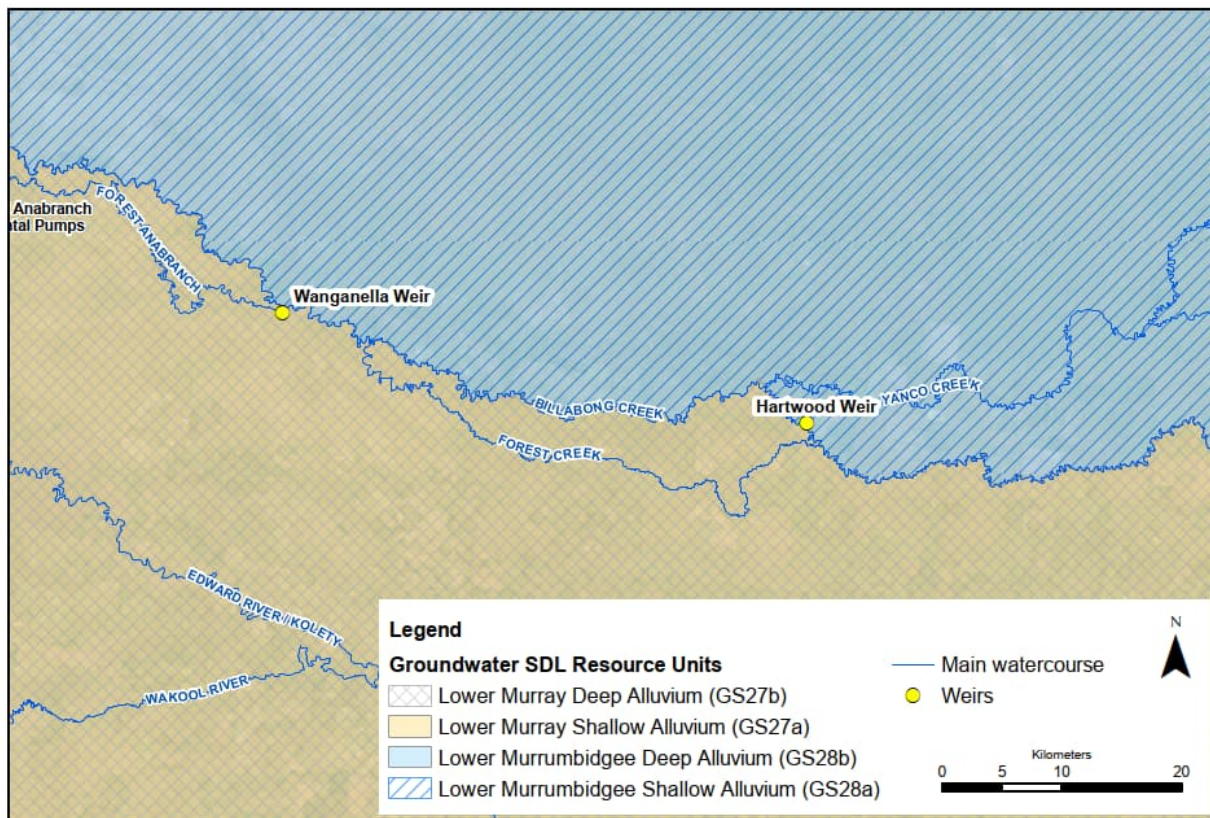 FOREST ANABRANCH
Anabranch
ntal Pumps
Wanganella Weir
BILLABONG CREEK
YANCO CREEK
Hartwood Weir
FOREST CREEK
EDWARD RIVER / KOLETY
WAKOOL RIVER
Legend
Groundwater SDL Resource Units
Lower Murray Deep Alluvium (GS27b)
Lower Murray Shallow Alluvium (GS27a)
Lower Murrumbidgee Deep Alluvium (GS28b)
Lower Murrumbidgee Shallow Alluvium (GS28a)
Main watercourse
Weirs
N
Kilometers
0 5 10 20